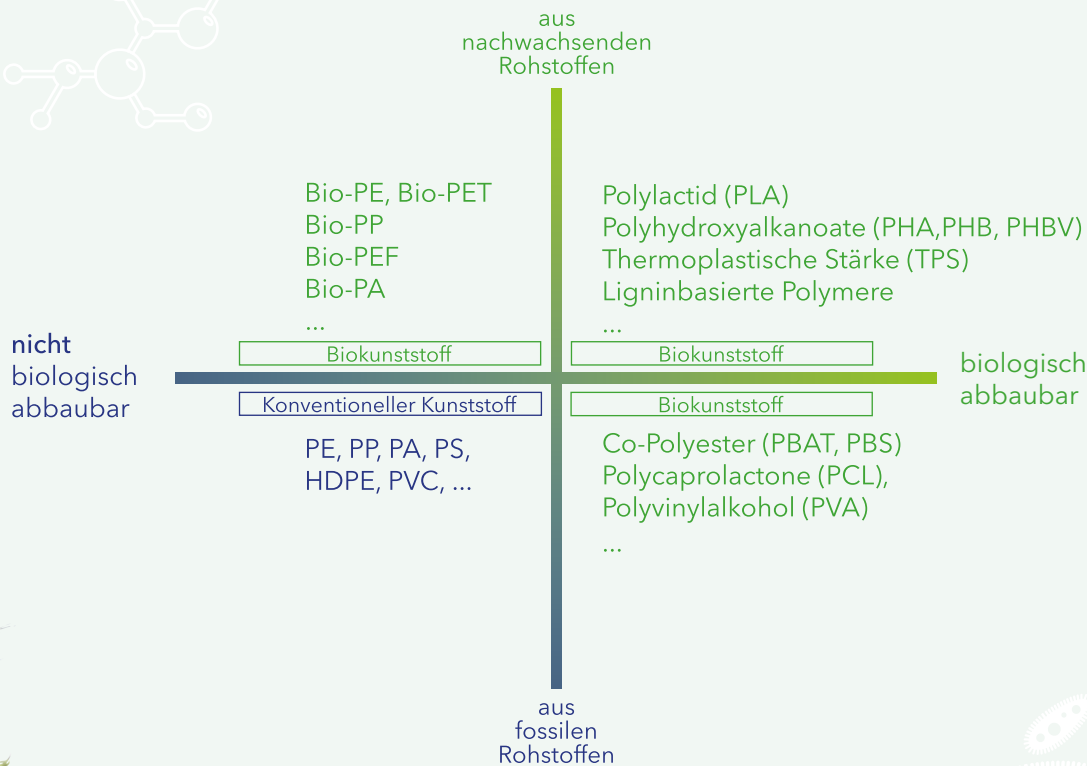 aus
nachwachsenden
Rohstoffen
Bio-PE, Bio-PET
Bio-PP
Bio-PEF
Bio-PA
...
Biokunststoff
Polylactid (PLA)
Polyhydroxyalkanoate (PHA,PHB, PHBV)
Thermoplastische Stärke (TPS)
Ligninbasierte Polymere
...
Biokunststoff
nicht
biologisch
abbaubar
biologisch
abbaubar
Konventioneller Kunststoff
PE, PP, PA, PS,
HDPE, PVC, ...
Biokunststoff
Co-Polyester (PBAT, PBS)
Polycaprolactone (PCL),
Polyvinylalkohol (PVA)
...
aus
fossilen
Rohstoffen